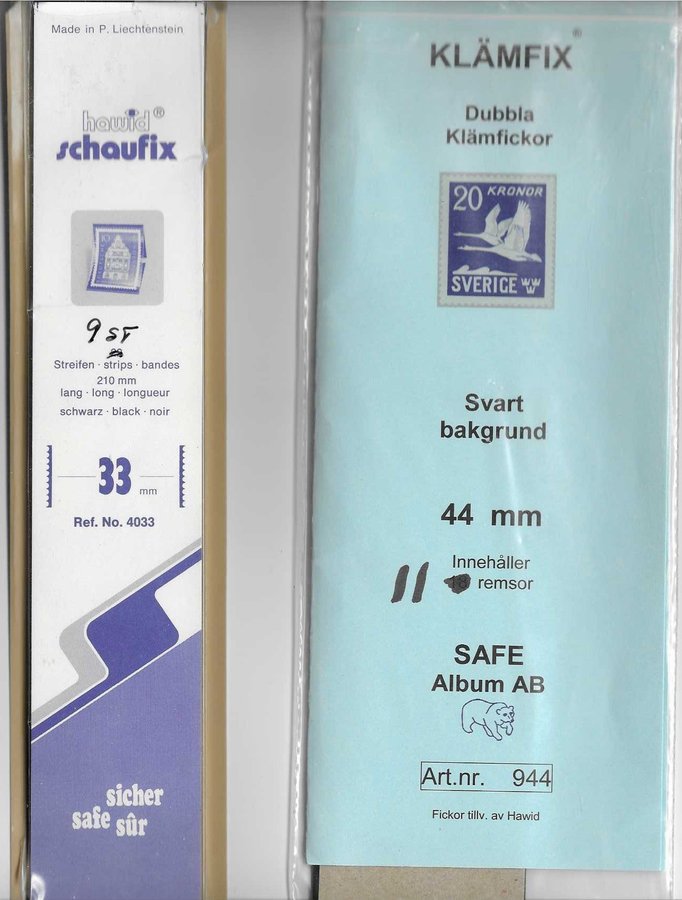 Made in P. Liechtenstein
hawid®
schaufix
9 ST
Streifen · strips · bandes
210 mm
lang · long · longueur
schwarz · black · noir
33 mm
Ref. No. 4033
sicher
safe sûr
KLÄMFIX®
Dubbla
Klämfickor
20 KRONOR
SVERIGE
Svart
bakgrund
44 mm
Innehåller
11 remsor
SAFE
Album AB
Art.nr. 944
Fickor tillv. av Hawid